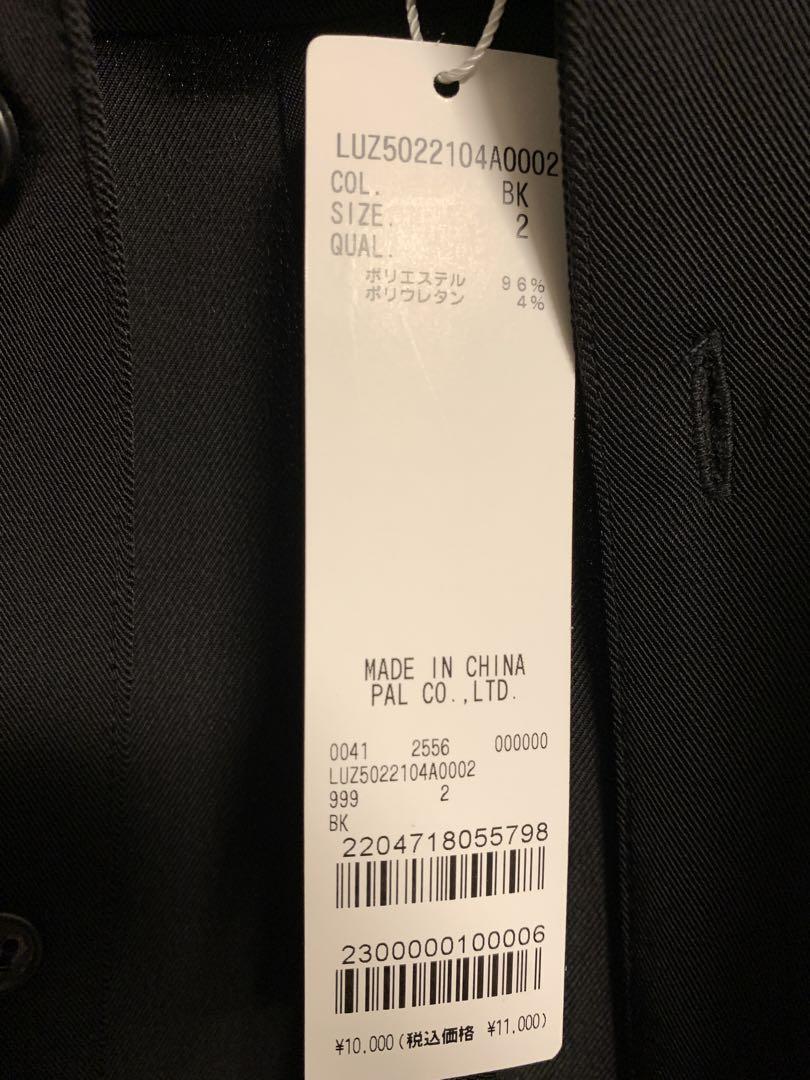 LUZ5022104A0002
COL. BK
SIZE. 2
QUAL.
ポリエステル 96%
ポリウレタン 4%
MADE IN CHINA
PAL CO.,LTD.
0041 2556 000000
LUZ5022104A0002
999 2
BK
2204718055798
2300000100006
¥10,000(税込価格 ¥11,000)